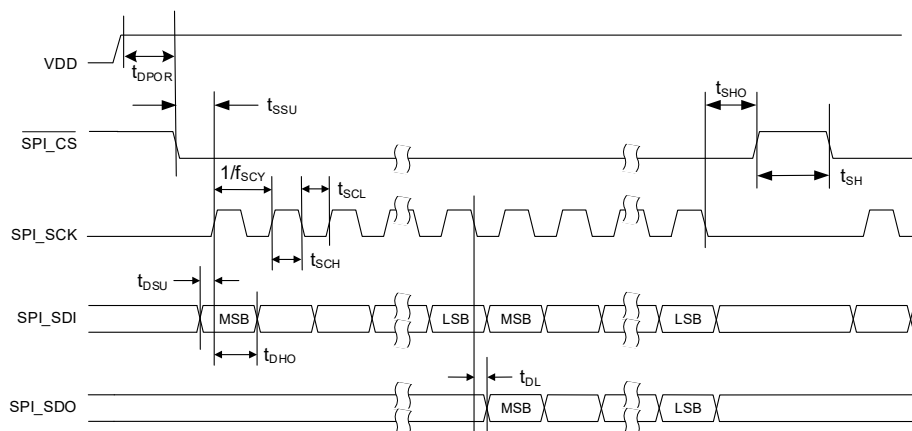 VDD
tDPOR
tSSU
tSHO
SPI_CS
1/fSCY
tSCL
tSH
SPI_SCK
tSCH
tDSU
SPI_SDI
MSB
LSB
MSB
LSB
tDHO
tDL
SPI_SDO
MSB
LSB